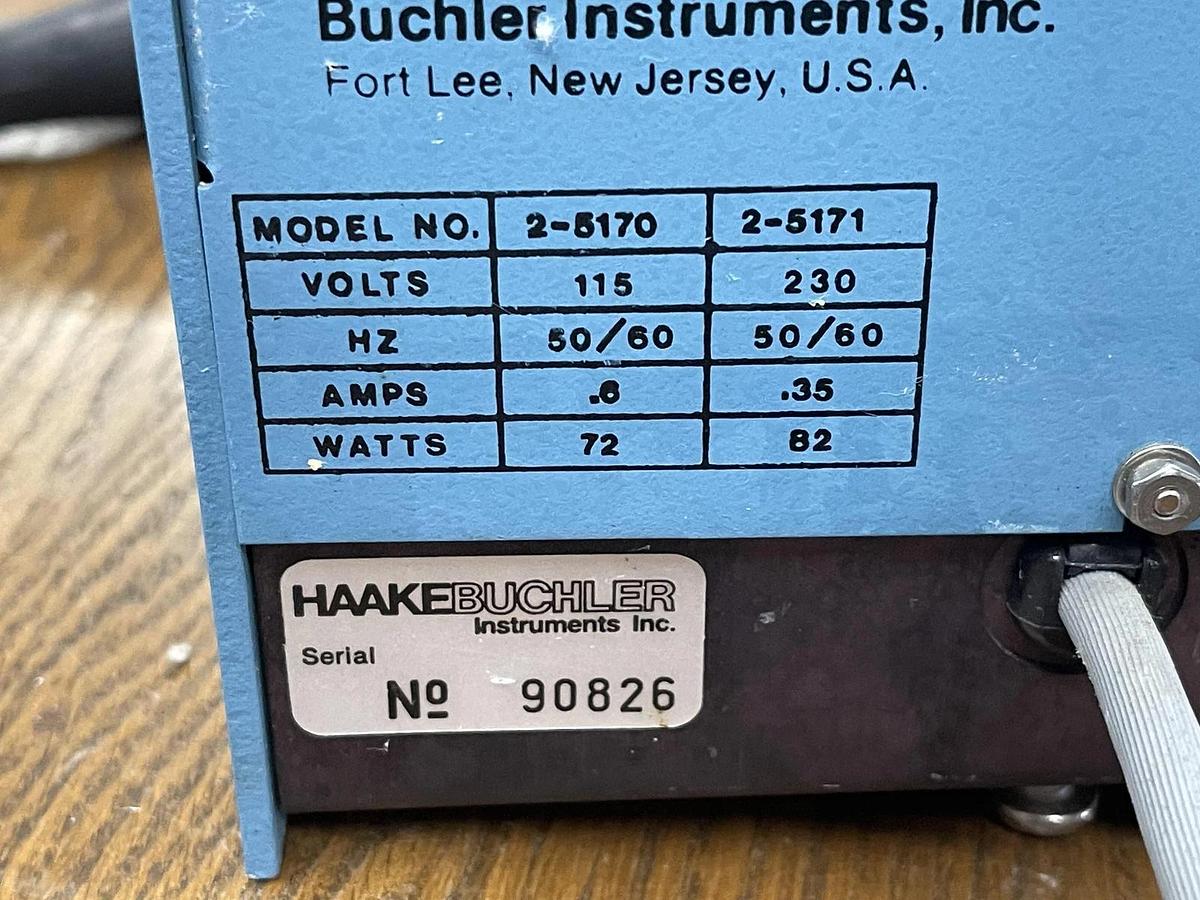 Buchler Instruments, Inc.
Fort Lee, New Jersey, U.S.A.
MODEL NO. 2-5170 2-5171
VOLTS 115 230
HZ 50/60 50/60
AMPS .6 .35
WATTS 72 82
HAAKEBUCHLER
Instruments Inc.
Serial
Nº 90826